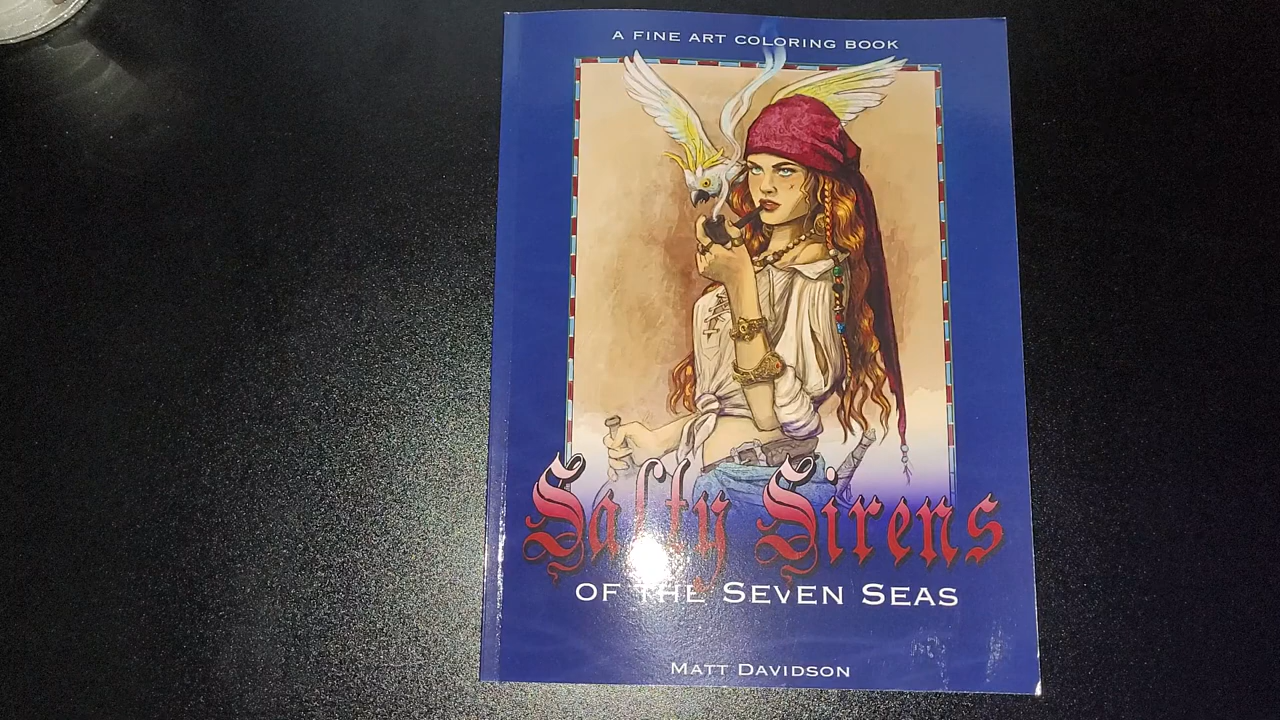 A FINE ART COLORING BOOK
Salty Sirens
OF THE SEVEN SEAS
MATT DAVIDSON